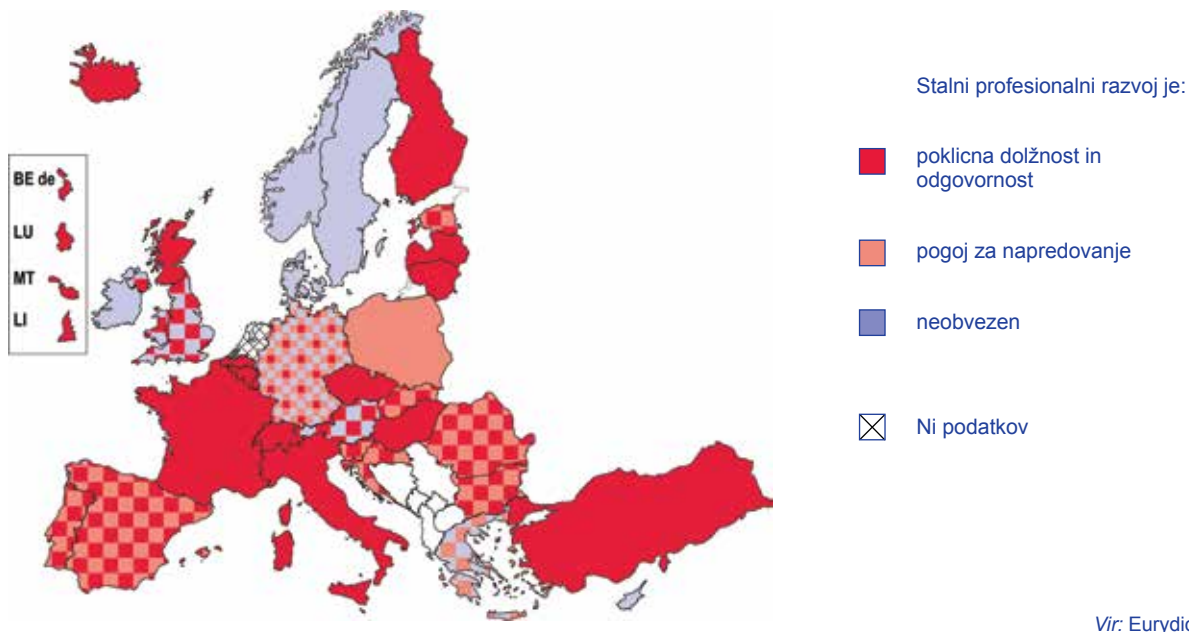 Stalni profesionalni razvoj je:
BE de
LU
MT
LI
poklicna dolžnost in
odgovornost
pogoj za napredovanje
neobvezen
Ni podatkov
Vir: Eurydic